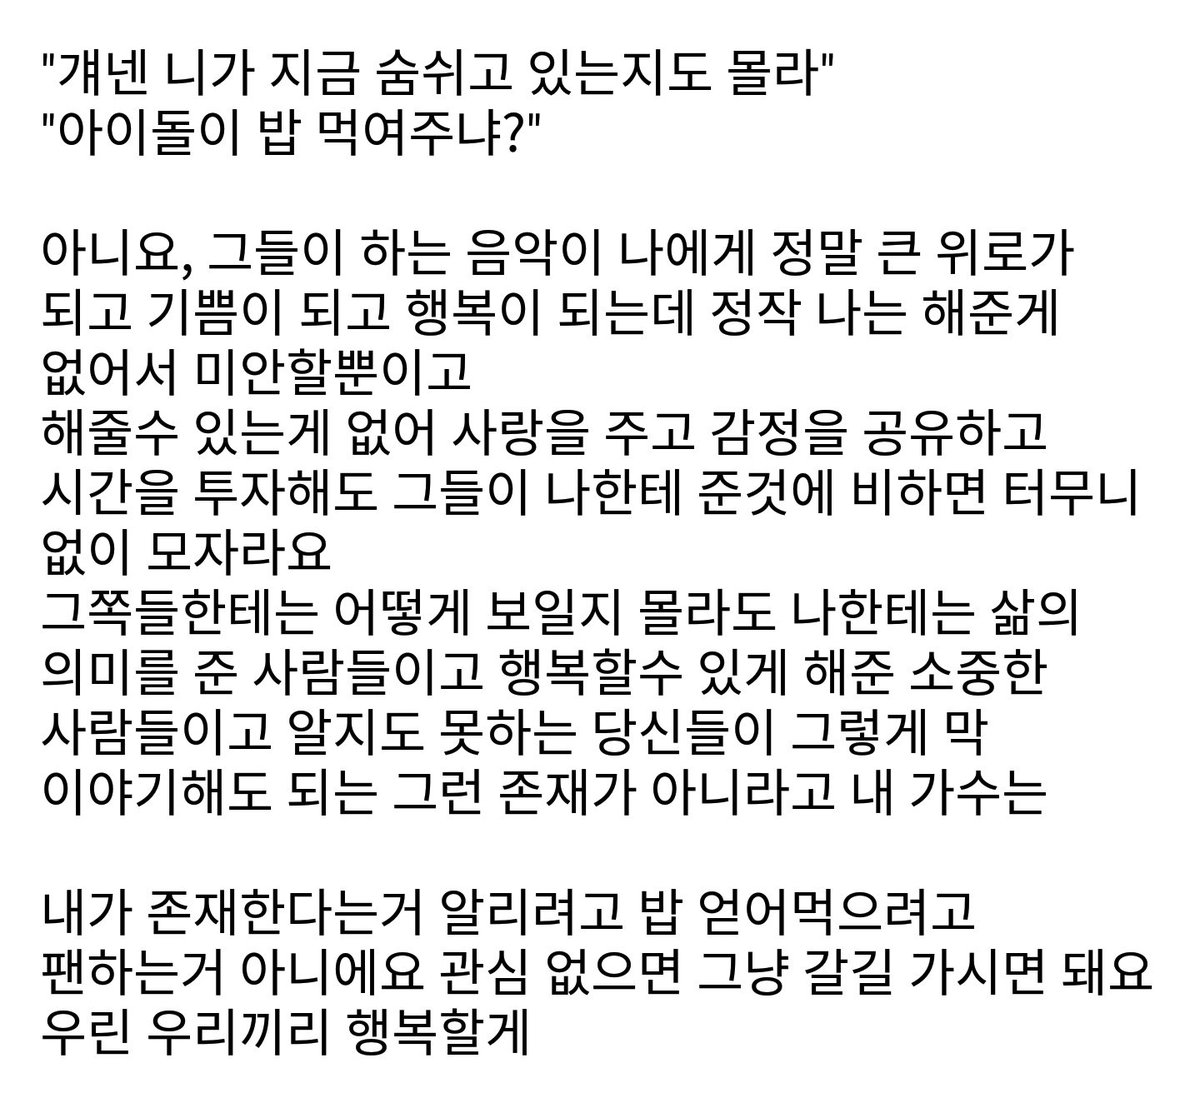 "걔넨 니가 지금 숨쉬고 있는지도 몰라"
"아이돌이 밥 먹여주냐?"
아니요, 그들이 하는 음악이 나에게 정말 큰 위로가
되고 기쁨이 되고 행복이 되는데 정작 나는 해준게
없어서 미안할뿐이고
해줄수 있는게 없어 사랑을 주고 감정을 공유하고
시간을 투자해도 그들이 나한테 준것에 비하면 터무니
없이 모자라요
그쪽들한테는 어떻게 보일지 몰라도 나한테는 삶의
의미를 준 사람들이고 행복할수 있게 해준 소중한
사람들이고 알지도 못하는 당신들이 그렇게 막
이야기해도 되는 그런 존재가 아니라고 내 가수는
내가 존재한다는거 알리려고 밥 얻어먹으려고
팬하는거 아니에요 관심 없으면 그냥 갈길 가시면 돼요
우린 우리끼리 행복할게